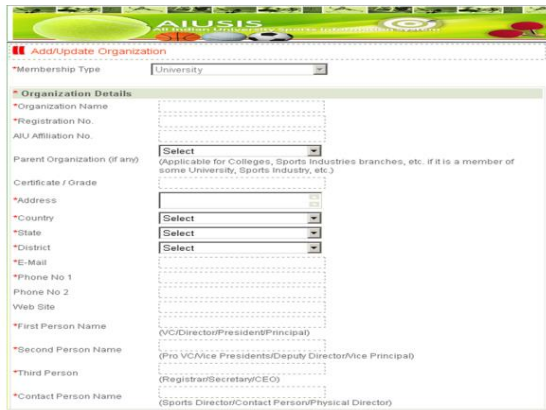 AIUSIS
All Indian University Sports Information System
Add/Update Organization
*Membership Type University
* Organization Details
*Organization Name
*Registration No.
AIU Affiliation No.
Select
Parent Organization (if any)
(Applicable for Colleges, Sports Industries branches, etc. if it is a member of
some University, Sports Industry, etc.)
Certificate / Grade
*Address
*Country Select
*State Select
*District Select
*E-Mail
*Phone No 1
Phone No 2
Web Site
*First Person Name
(VC/Director/President/Principal)
*Second Person Name
(Pro VC/Vice Presidents/Deputy Director/Vice Principal)
*Third Person
(Registrar/Secretary/CEO)
*Contact Person Name
(Sports Director/Contact Person/Physical Director)